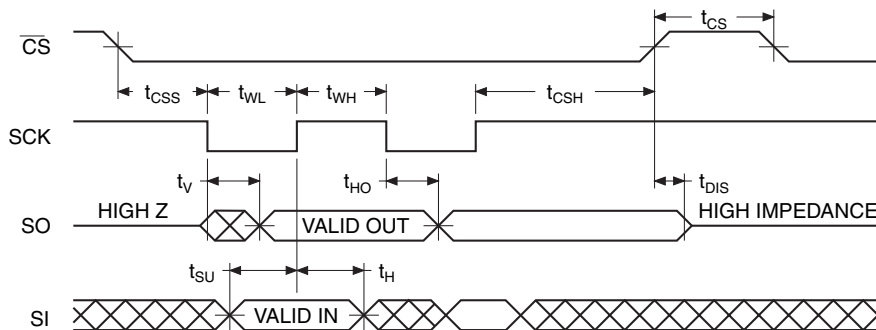 t_CS
C̅S̅
t_CSS t_WL t_WH t_CSH
SCK
t_V t_HO t_DIS
HIGH Z VALID OUT HIGH IMPEDANCE
SO
t_SU t_H
SI VALID IN